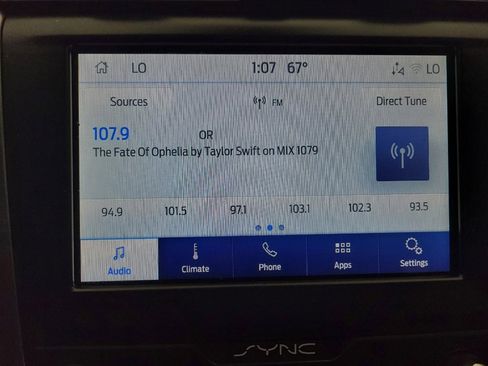 LO 1:07 67° LO
Sources FM Direct Tune
107.9 OR
The Fate Of Ophelia by Taylor Swift on MIX 1079
94.9 101.5 97.1 103.1 102.3 93.5
Audio Climate Phone Apps Settings
SYNC